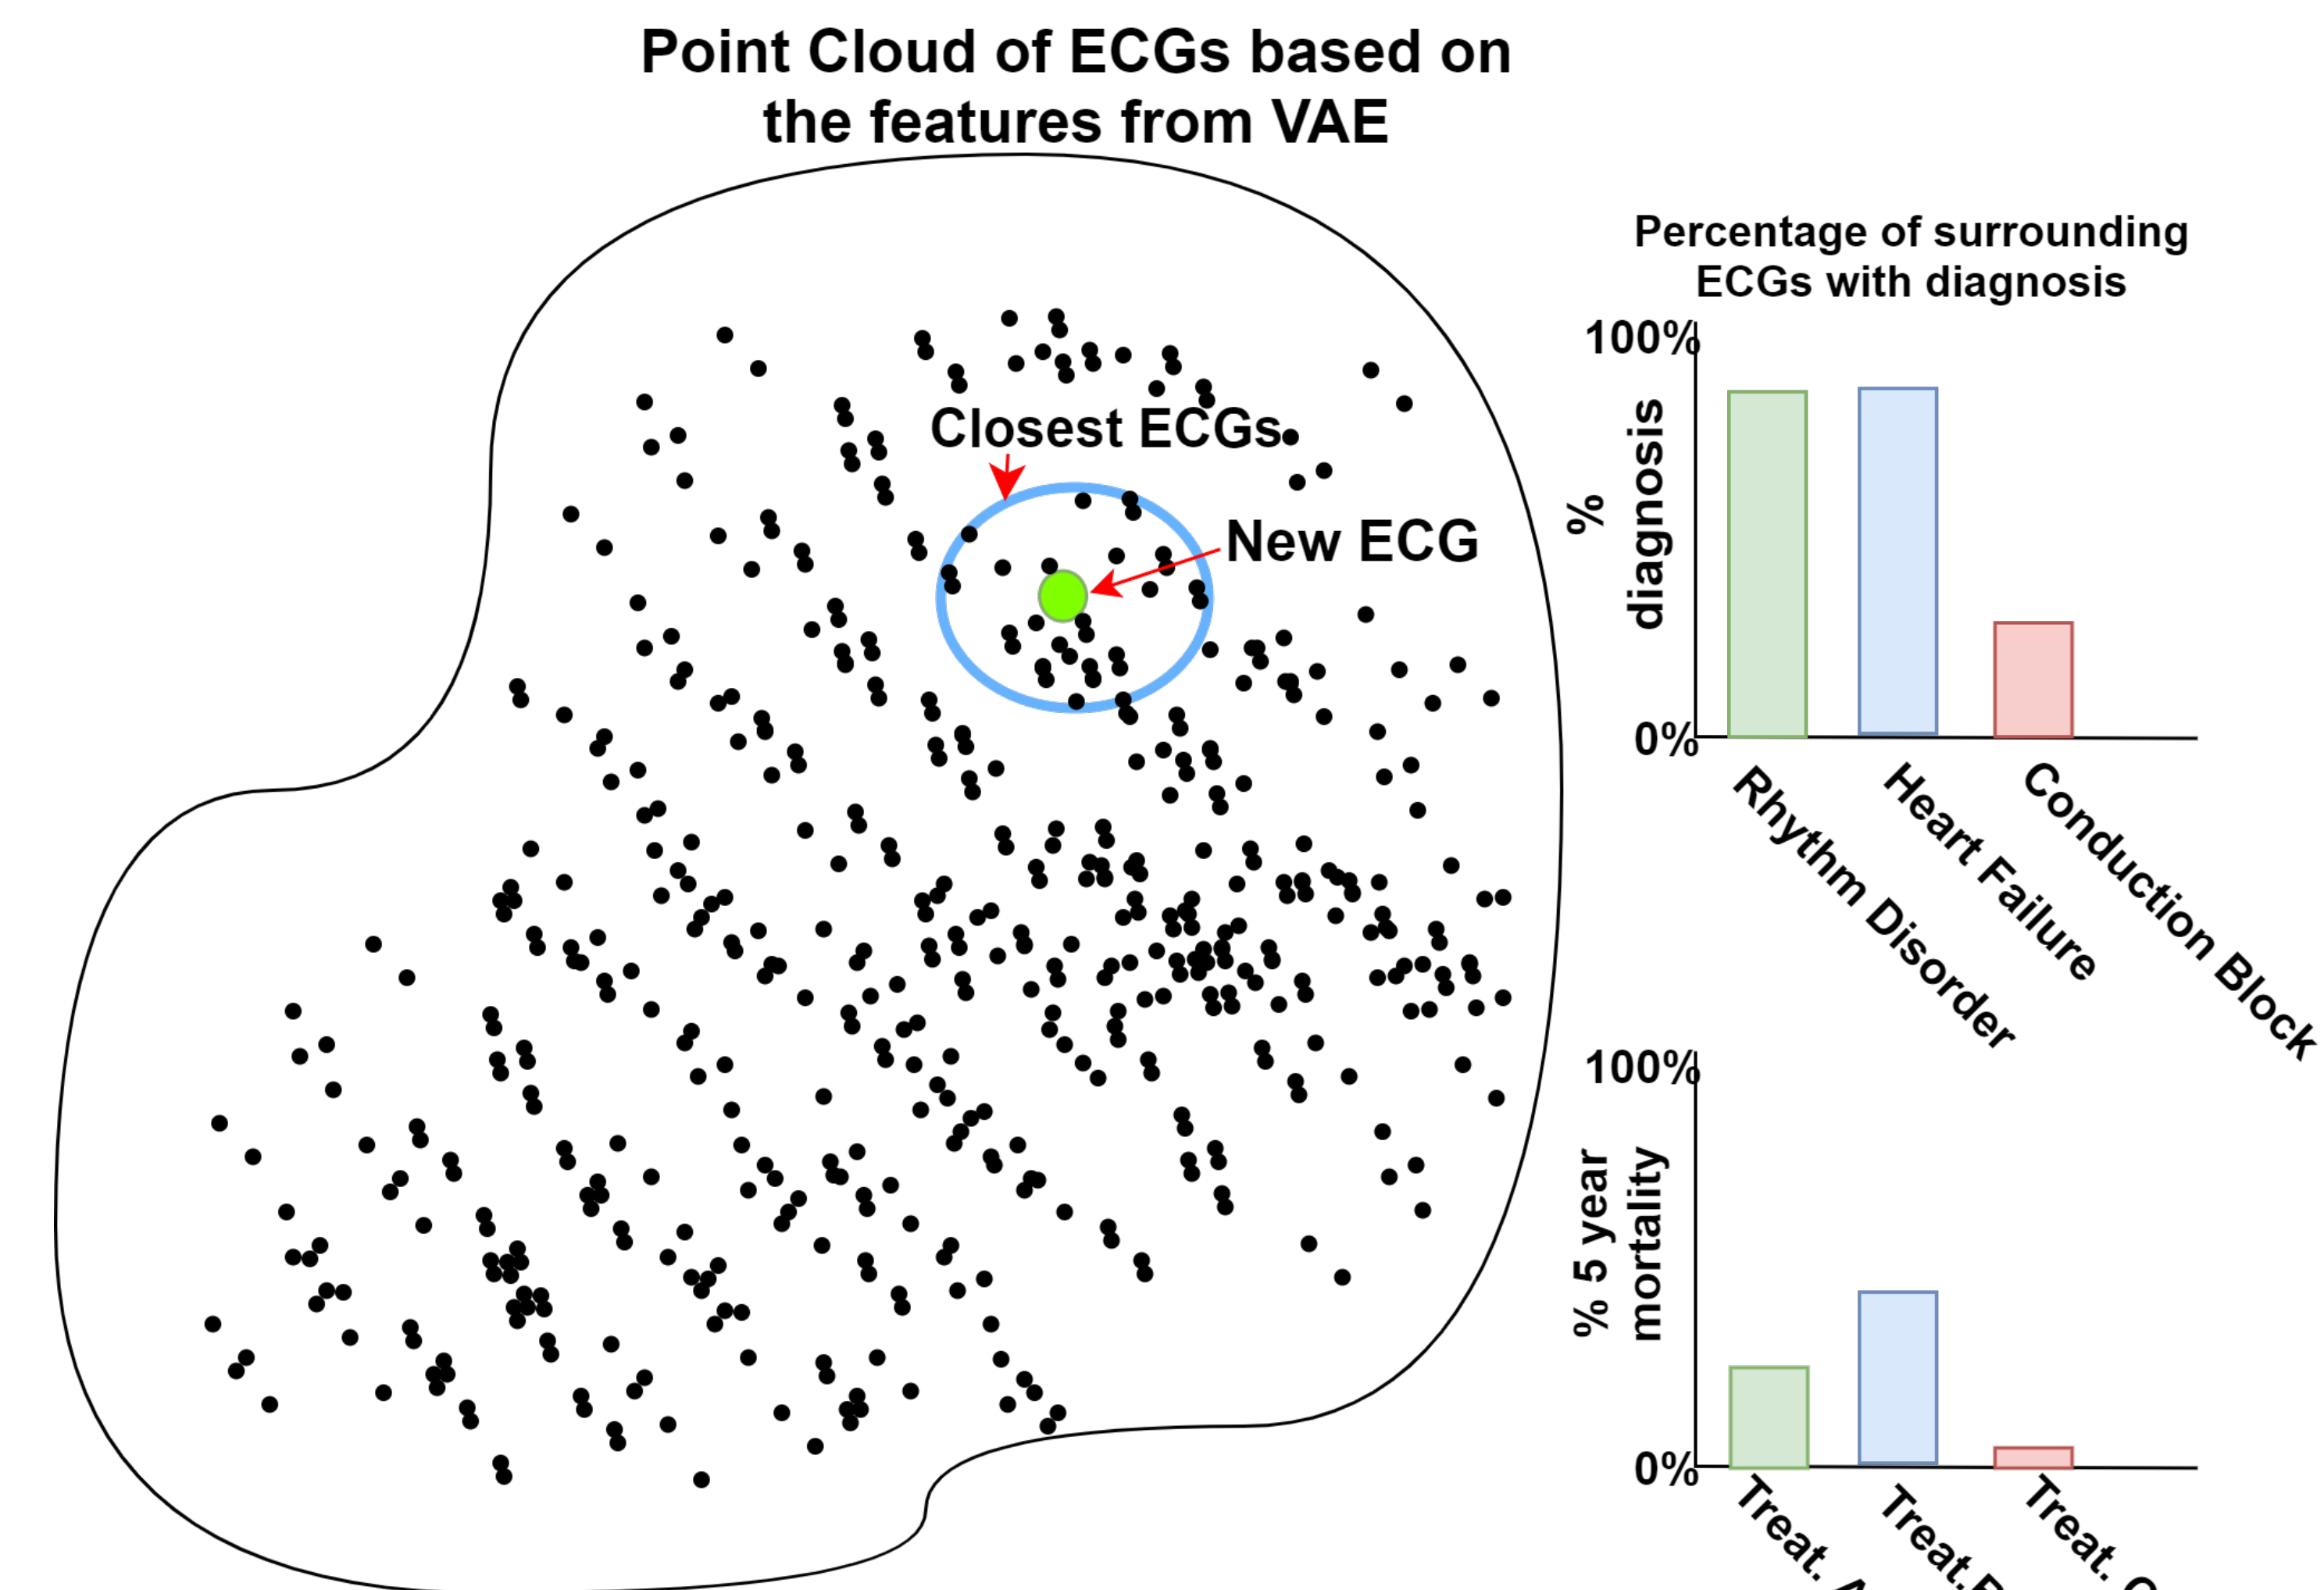 Point Cloud of ECGs based on
the features from VAE
Closest ECGs
New ECG
Percentage of surrounding
ECGs with diagnosis
100%
%
diagnosis
0%
Rhythm Disorder
Heart Failure
Conduction Block
100%
% 5 year
mortality
0%
Treat.
Treat.
Treat.